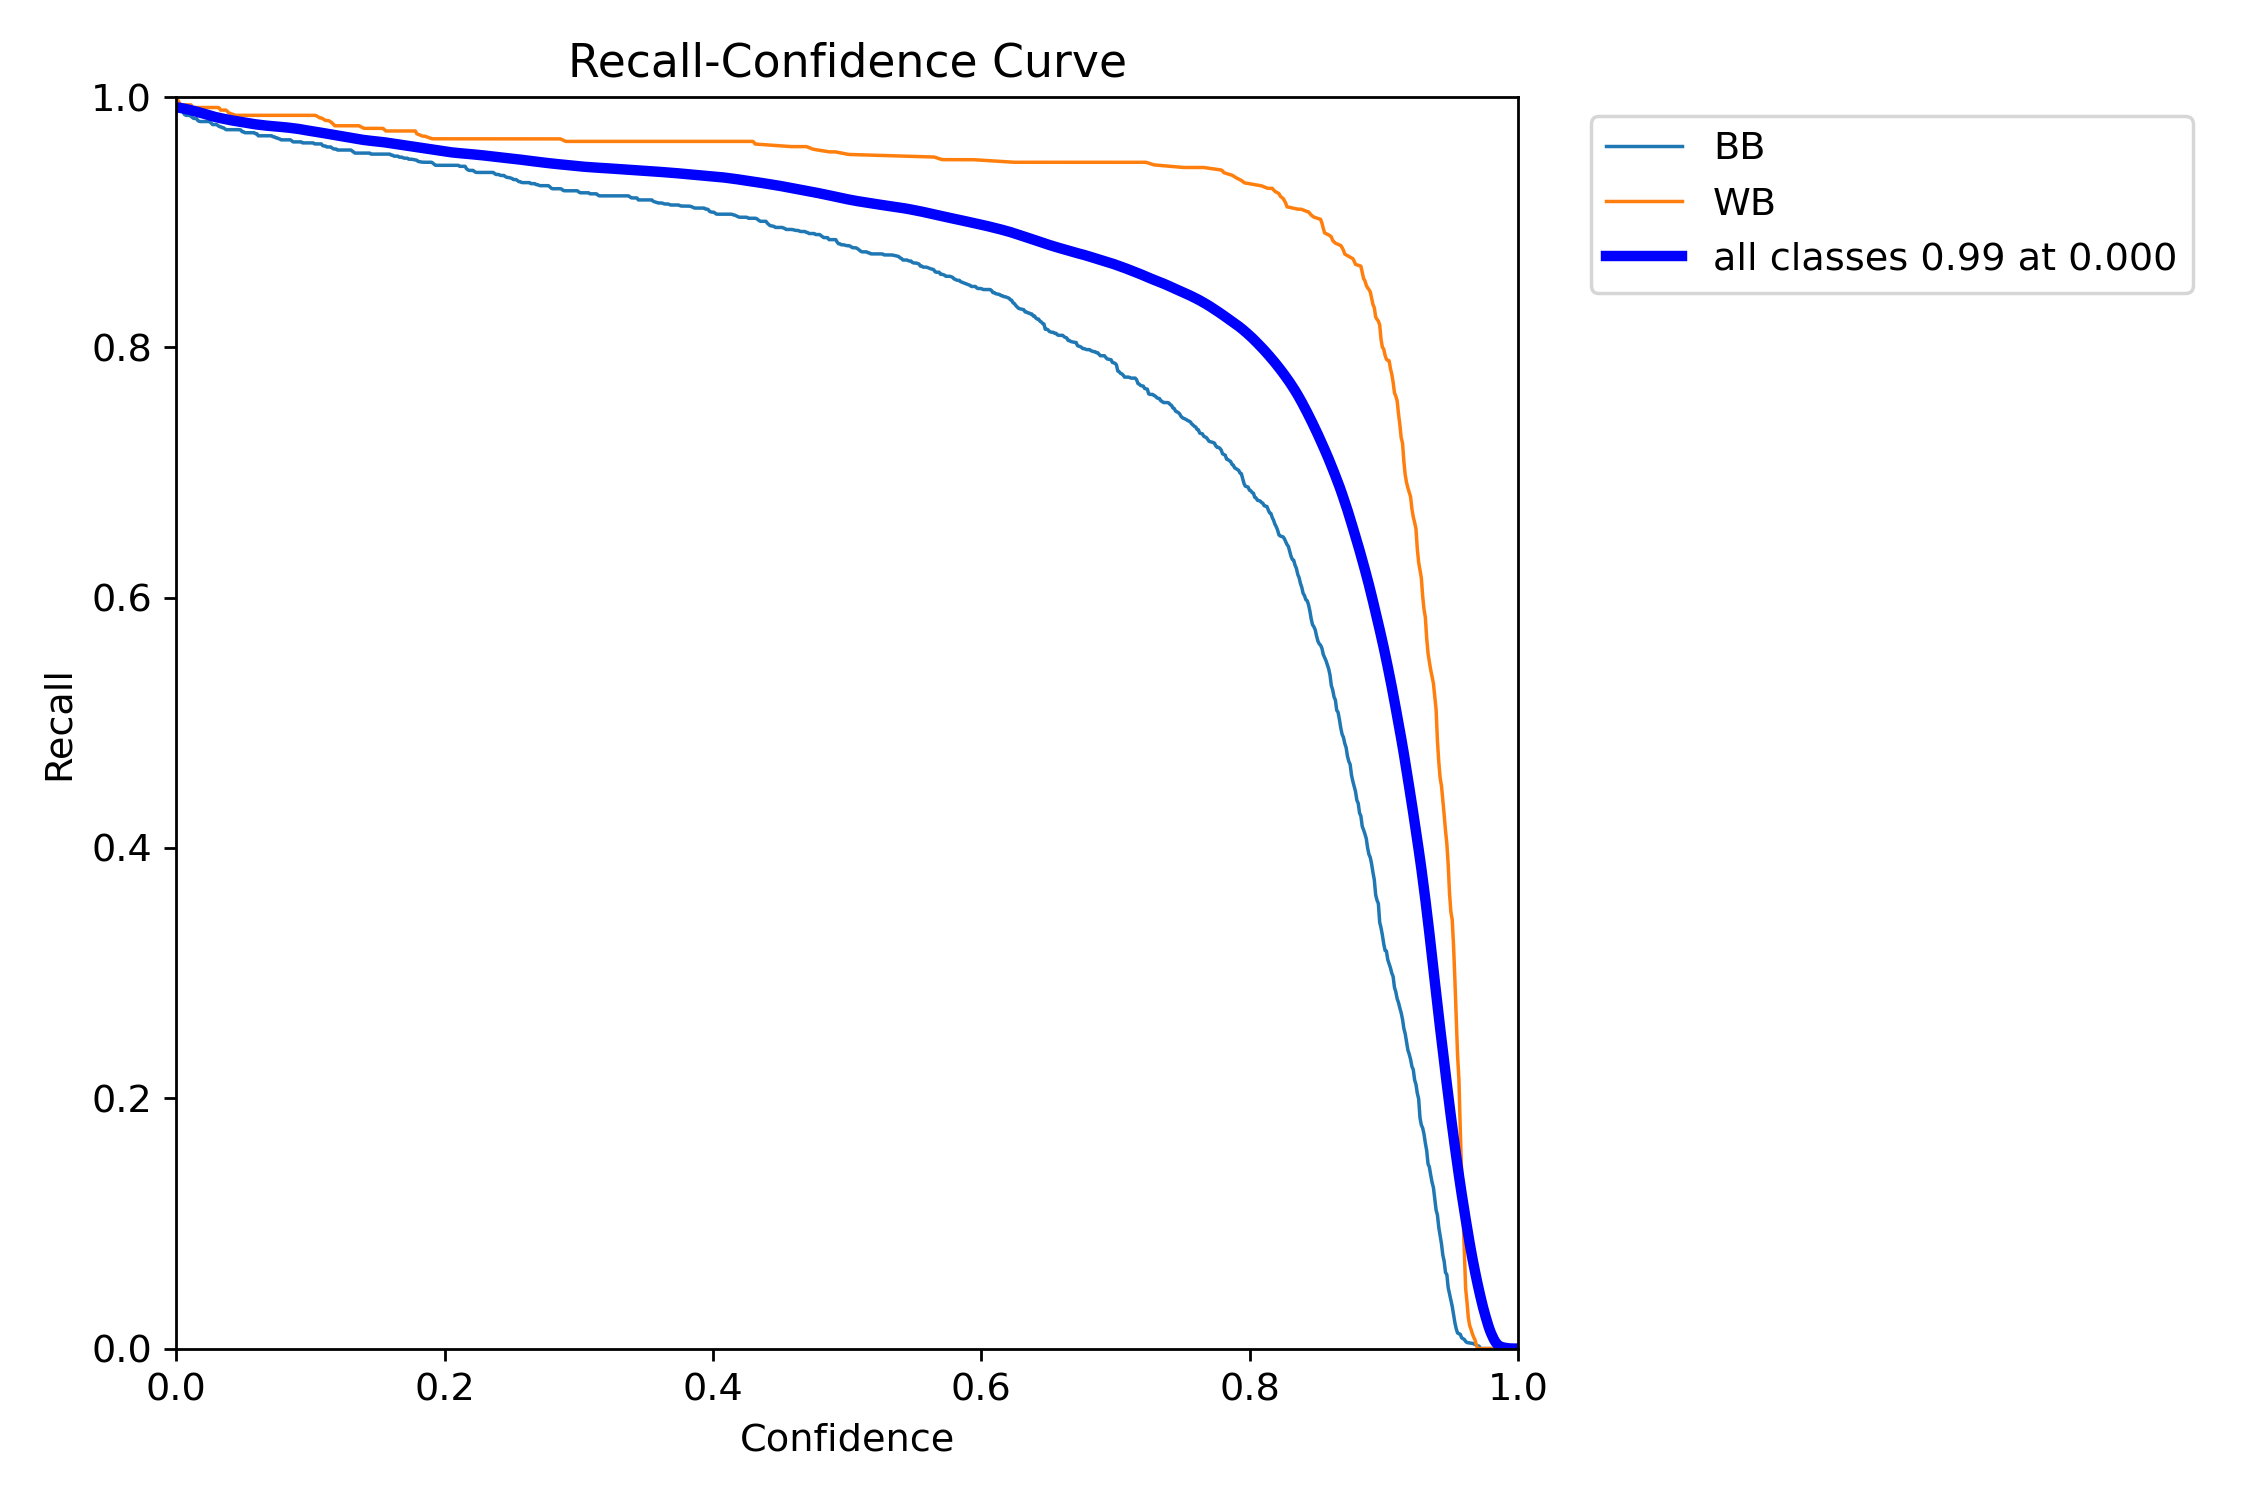 Recall-Confidence Curve
1.0
0.8
0.6
0.4
0.2
0.0
Recall
0.0 0.2 0.4 0.6 0.8 1.0
Confidence
BB
WB
all classes 0.99 at 0.000